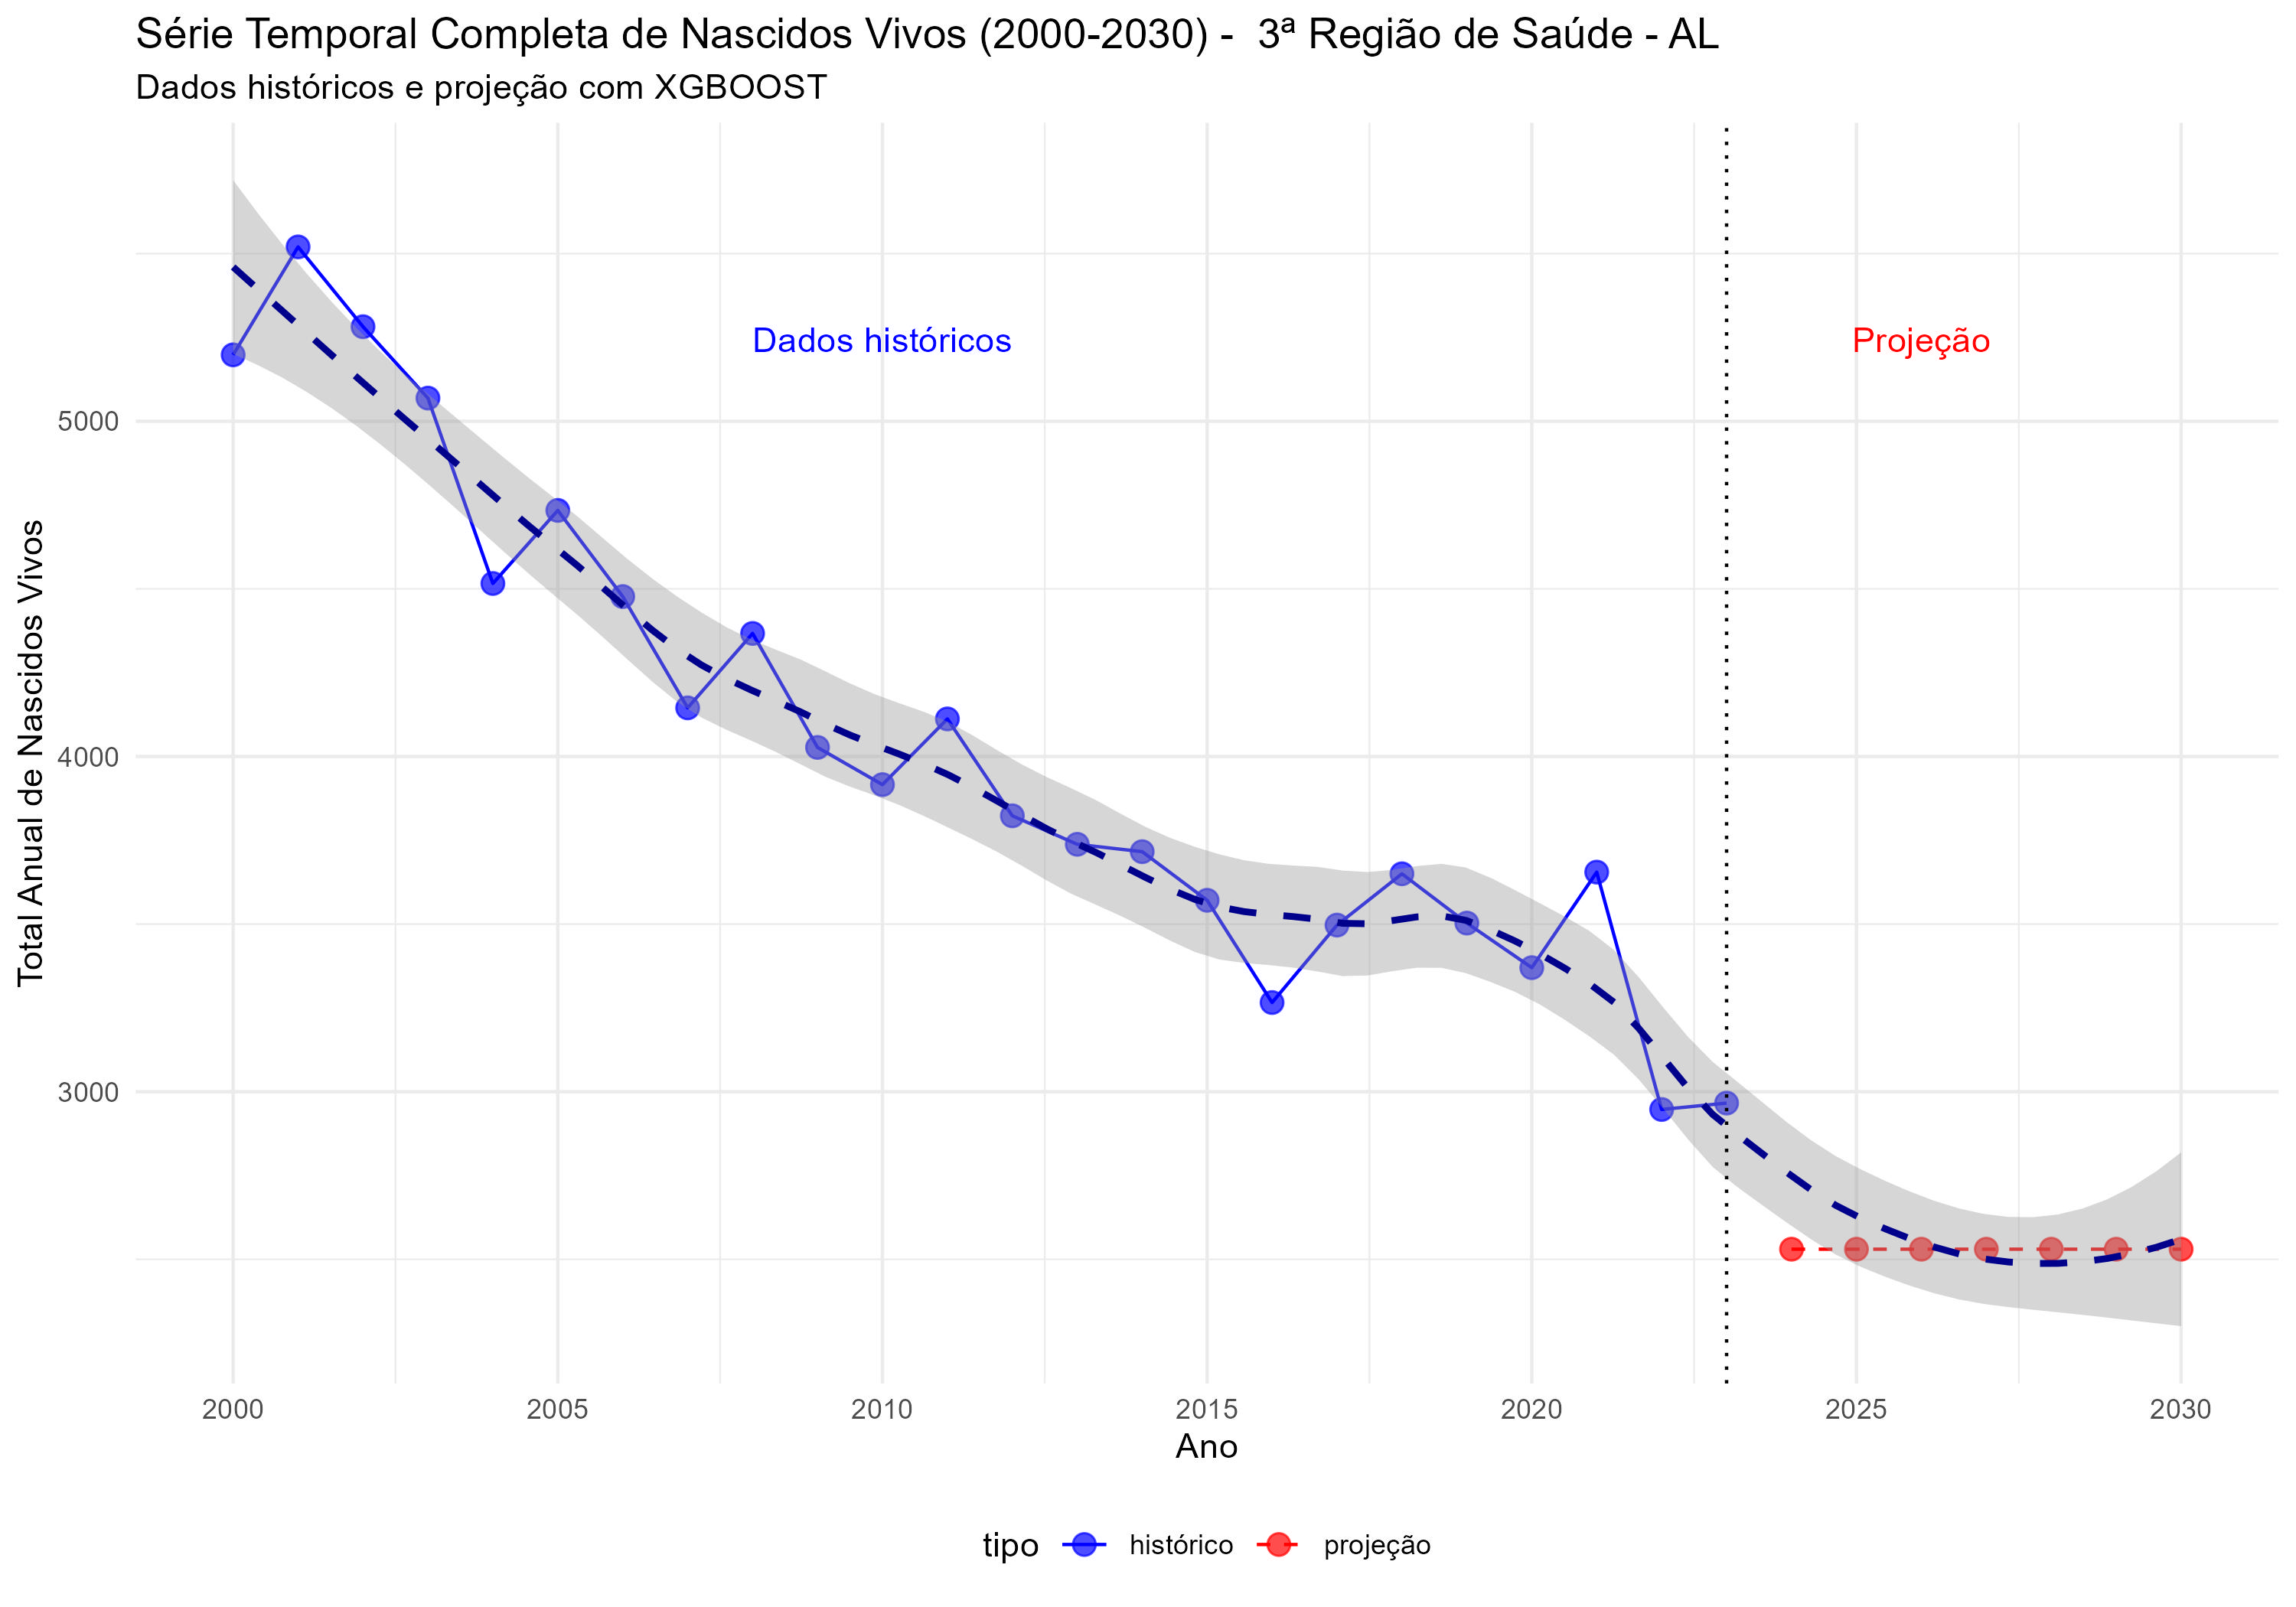 Série Temporal Completa de Nascidos Vivos (2000-2030) -  3ª Região de Saúde - AL
Dados históricos e projeção com XGBOOST
Dados históricos
Projeção
Total Anual de Nascidos Vivos
5000
4000
3000
2000
2005
2010
2015
2020
2025
2030
Ano
tipo
histórico
projeção